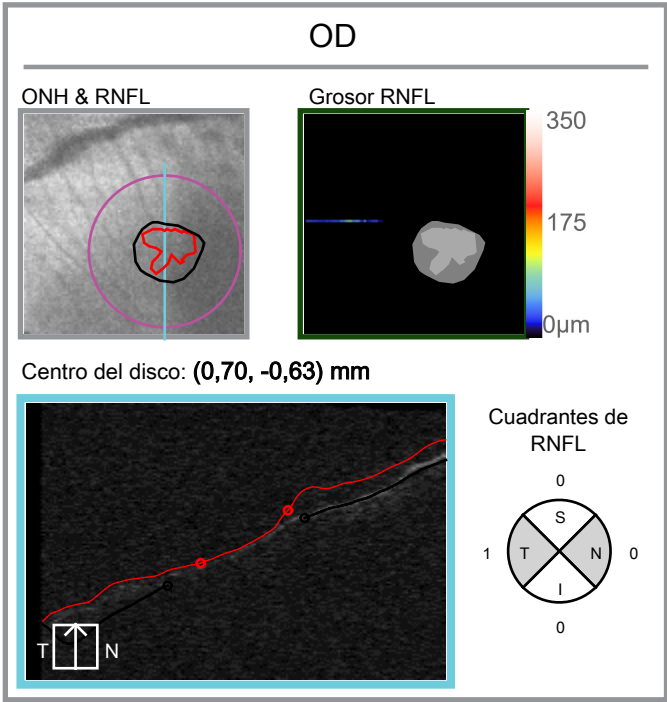 OD
ONH & RNFL
Grosor RNFL
350
175
0µm
Centro del disco: (0,70, -0,63) mm
Cuadrantes de
RNFL
0
S
1 T N 0
I
0
T N